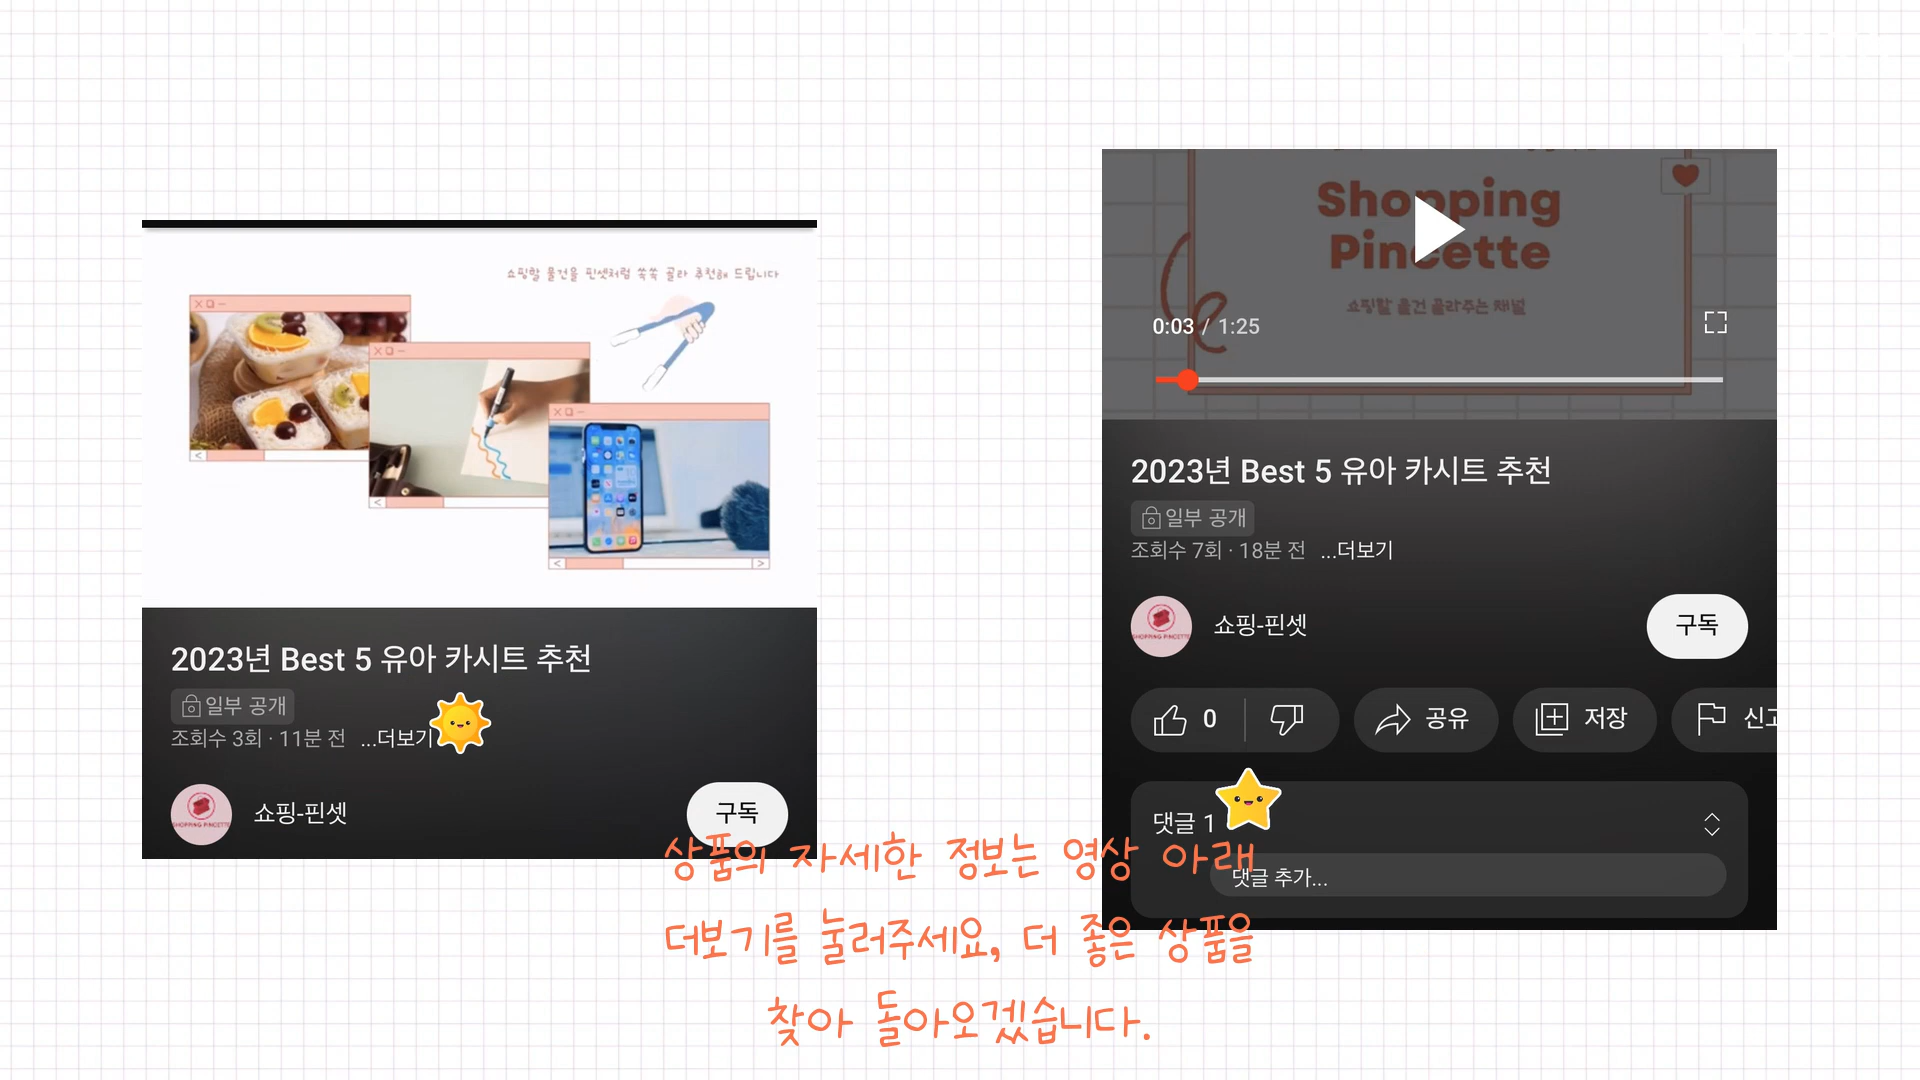 쇼핑할 물건을 핀셋처럼 쏙쏙 골라 추천해 드립니다
2023년 Best 5 유아 카시트 추천
일부 공개
조회수 3회 · 11분 전 ...더보기
SHOPPING PINCETTE
쇼핑-핀셋
구독
Shopping
Pincette
쇼핑할 물건 골라주는 채널
0:03 / 1:25
2023년 Best 5 유아 카시트 추천
일부 공개
조회수 7회 · 18분 전 ...더보기
SHOPPING PINCETTE
쇼핑-핀셋
구독
0
공유
저장
신고
댓글 1
댓글 추가...
상품의 자세한 정보는 영상 아래
더보기를 눌러주세요, 더 좋은 상품을
찾아 돌아오겠습니다.